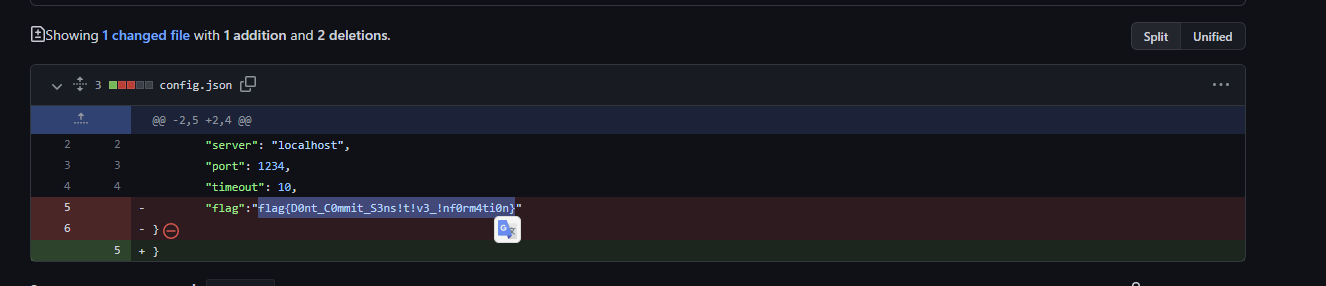 Showing 1 changed file with 1 addition and 2 deletions.
Split Unified
3 config.json
@@ -2,5 +2,4 @@
2 2 "server": "localhost",
3 3 "port": 1234,
4 4 "timeout": 10,
5 - "flag":"flag{D0nt_C0mmit_S3ns!t!v3_!nf0rm4ti0n}"
6 - }
5 + }